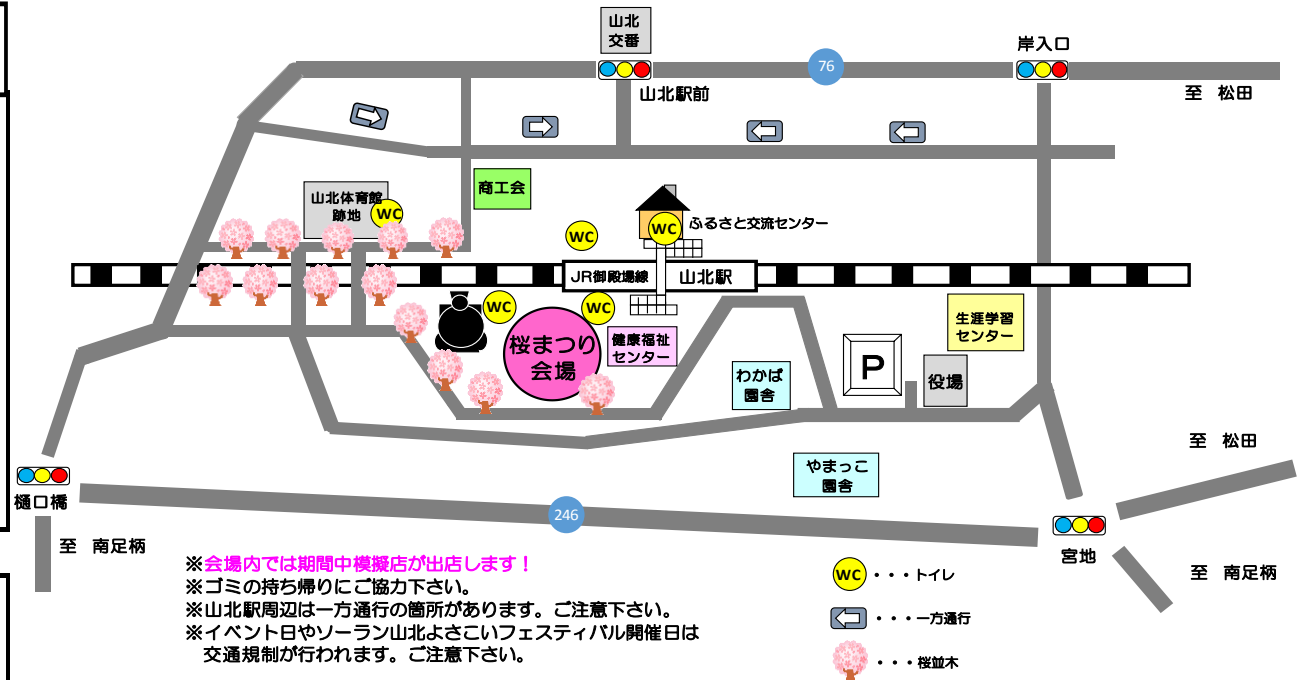 山北
交番
岸入口
76
山北駅前
至 松田
商工会
山北体育館
跡地
WC
WC
WC
ふるさと交流センター
JR御殿場線
山北駅
WC
WC
桜まつり
会場
健康福祉
センター
生涯学習
センター
わかば
園舎
P
役場
やまっこ
園舎
至 松田
樋口橋
246
宮地
至 南足柄
至 南足柄
※会場内では期間中模擬店が出店します！
※ゴミの持ち帰りにご協力下さい。
※山北駅周辺は一方通行の箇所があります。ご注意下さい。
※イベント日やソーラン山北よさこいフェスティバル開催日は
交通規制が行われます。ご注意下さい。
WC・・・トイレ
・・・一方通行
・・・桜並木